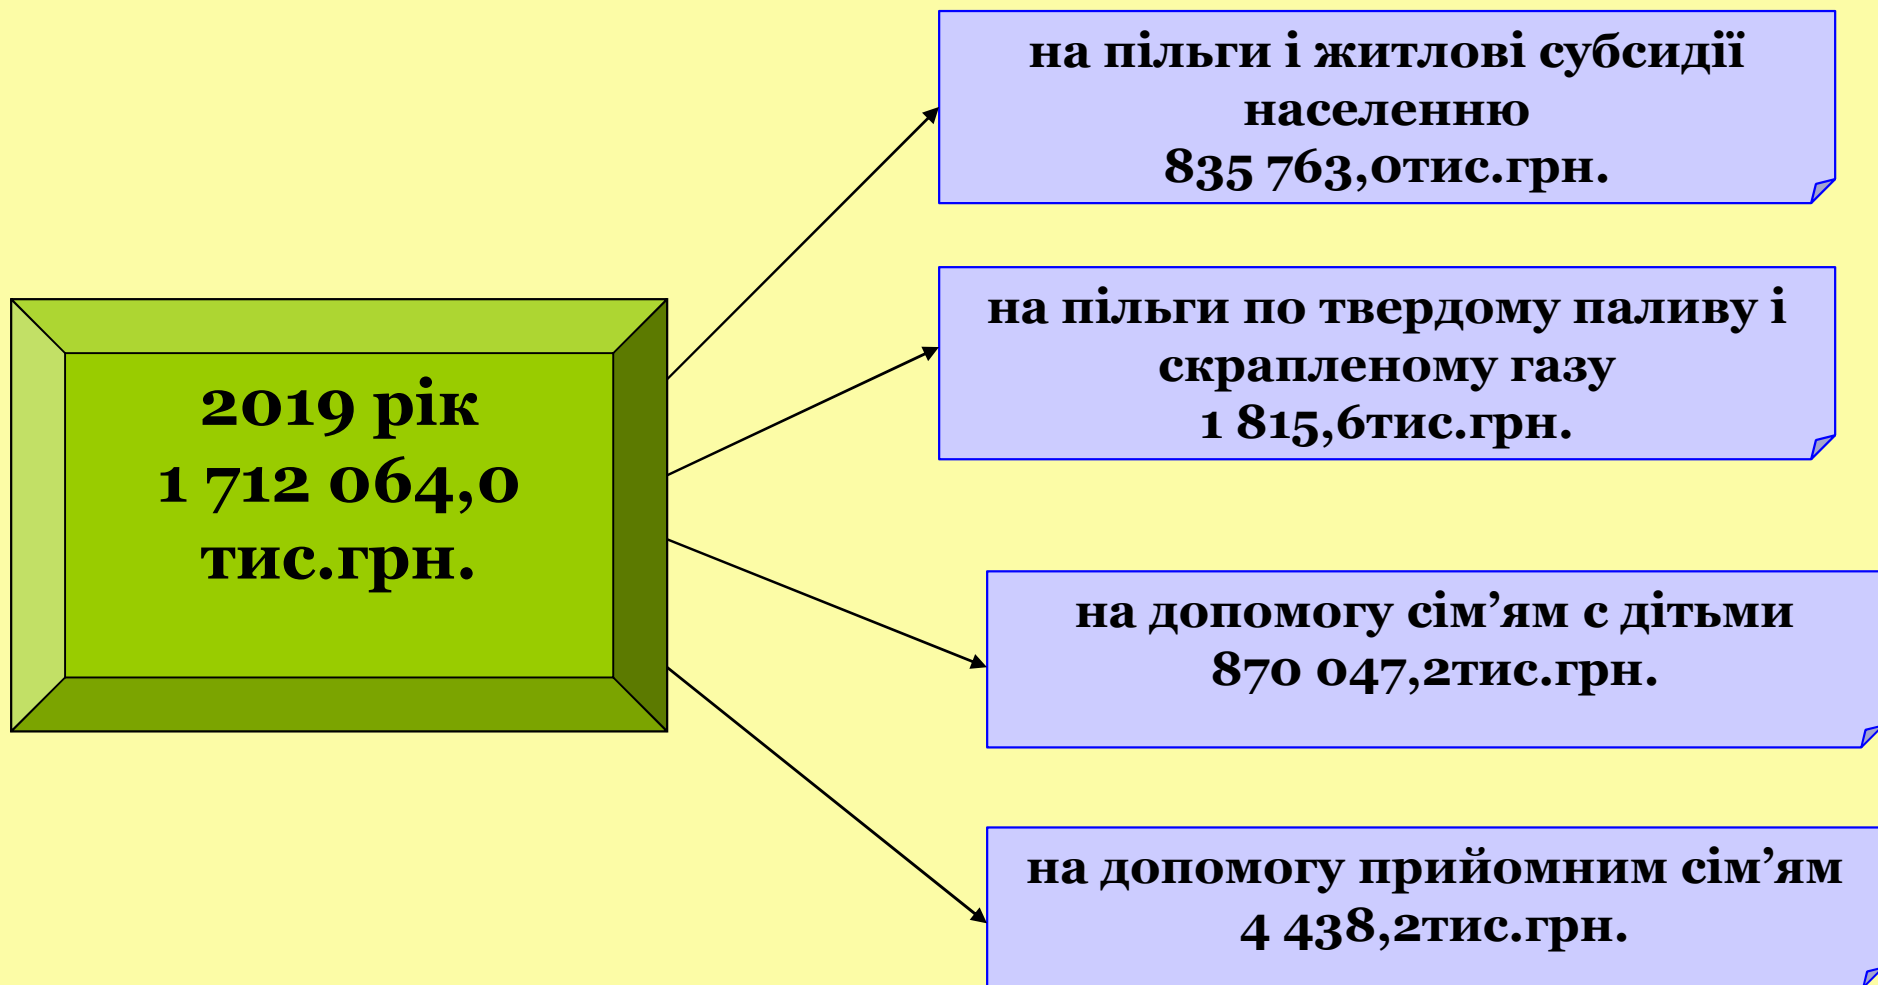 на пільги і житлові субсидії
населенню
835 763,0тис.грн.
на пільги по твердому паливу і
скрапленому газу
1 815,6тис.грн.
2019 рік
1 712 064,0
тис.грн.
на допомогу сім’ям с дітьми
870 047,2тис.грн.
на допомогу прийомним сім’ям
4 438,2тис.грн.